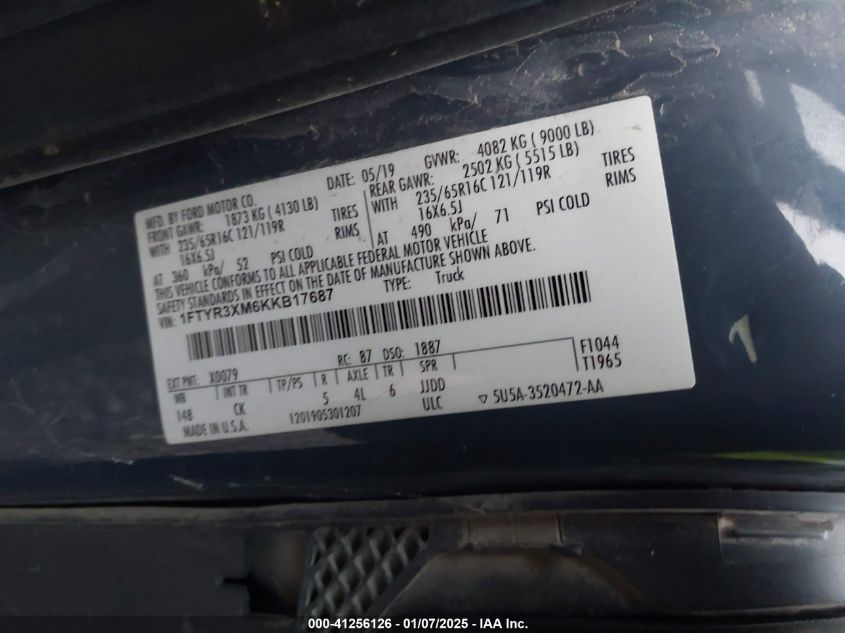 MFD. BY FORD MOTOR CO.
DATE: 05/19 GVWR: 4082 KG ( 9000 LB)
FRONT GAWR: 1873 KG ( 4130 LB)
REAR GAWR: 2502 KG ( 5515 LB)
WITH 235/65R16C 121/119R TIRES
WITH 235/65R16C 121/119R TIRES
16X6.5J RIMS
16X6.5J RIMS
AT 360 kPa/ 52 PSI COLD
AT 490 kPa/ 71 PSI COLD
THIS VEHICLE CONFORMS TO ALL APPLICABLE FEDERAL MOTOR VEHICLE
SAFETY STANDARDS IN EFFECT ON THE DATE OF MANUFACTURE SHOWN ABOVE.
VIN: 1FTYR3XM6KKB17687 TYPE: Truck
F1044
T1965
EXT PNT: X0079 RC: 87 DSO: 1887
WB INT TR TP/PS R AXLE TR SPR
148 CK 5 4L 6 JJDD
MADE IN U.S.A. 1201905301207 ULC ▽ 5U5A-3520472-AA
000-41256126 - 01/07/2025 - IAA Inc.